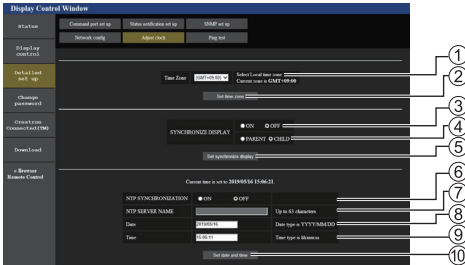 Display Control Window
Status
Display control
Detailed set up
Change password
Crestron Connected(TM)
Download
e-Browser Remote Control
Command port set up
Status notification set up
SNMP set up
Network config
Adjust clock
Ping test
Time Zone
(GMT+09:00)
Select Local time zone
Current zone is GMT+09:00
Set time zone
SYNCHRONIZE DISPLAY
ON OFF
PARENT CHILD
Set synchronize display
Current time is set to 2019/05/16 15:06:21.
NTP SYNCHRONIZATION ON OFF
NTP SERVER NAME Up to 63 characters
Date 2019/05/16 Date type is YYYY/MM/DD
Time 15:06:11 Time type is hh:mm:ss
Set date and time
1
2
3
4
5
6
7
8
9
10